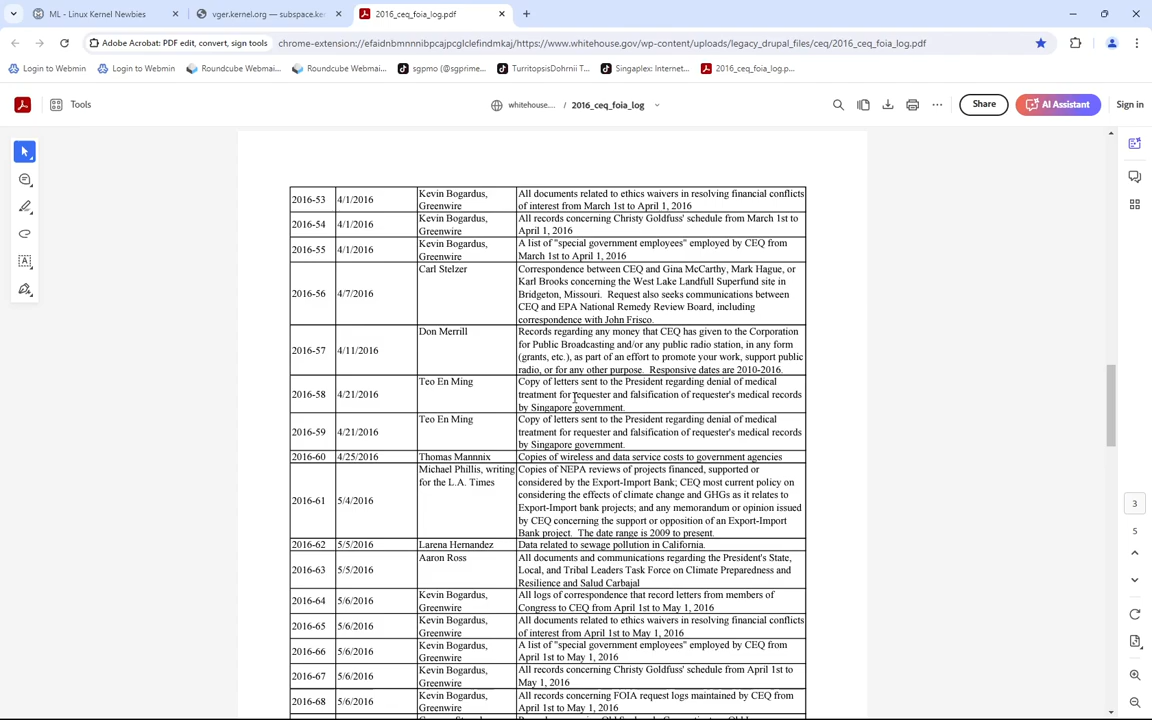 ML - Linux Kernel Newbies
vger.kernel.org — subspace.ke
2016_ceq_foia_log.pdf
Adobe Acrobat: PDF edit, convert, sign tools
chrome-extension://efaidnbmnnnibpcajpcglclefindmkaj/https://www.whitehouse.gov/wp-content/uploads/legacy_drupal_files/ceq/2016_ceq_foia_log.pdf
Login to Webmin
Login to Webmin
Roundcube Webmai...
Roundcube Webmai...
sgpmo (@sgprime...
TurritopsisDohrnii T...
Singaplex: Internet...
2016_ceq_foia_log.p...
Tools
whitehouse.... / 2016_ceq_foia_log
Share
AI Assistant
Sign in
2016-53 4/1/2016 Kevin Bogardus, All documents related to ethics waivers in resolving financial conflicts
Greenwire of interest from March 1st to April 1, 2016
2016-54 4/1/2016 Kevin Bogardus, All records concerning Christy Goldfuss' schedule from March 1st to
Greenwire April 1, 2016
2016-55 4/1/2016 Kevin Bogardus, A list of "special government employees" employed by CEQ from
Greenwire March 1st to April 1, 2016
2016-56 4/7/2016 Carl Stelzer Correspondence between CEQ and Gina McCarthy, Mark Hague, or
Karl Brooks concerning the West Lake Landfull Superfund site in
Bridgeton, Missouri.  Request also seeks communications between
CEQ and EPA National Remedy Review Board, including
correspondence with John Frisco.
2016-57 4/11/2016 Don Merrill Records regarding any money that CEQ has given to the Corporation
for Public Broadcasting and/or any public radio station, in any form
(grants, etc.), as part of an effort to promote your work, support public
radio, or for any other purpose.  Responsive dates are 2010-2016.
2016-58 4/21/2016 Teo En Ming Copy of letters sent to the President regarding denial of medical
treatment for requester and falsification of requester's medical records
by Singapore government.
2016-59 4/21/2016 Teo En Ming Copy of letters sent to the President regarding denial of medical
treatment for requester and falsification of requester's medical records
by Singapore government.
2016-60 4/25/2016 Thomas Mannnix Copies of wireless and data service costs to government agencies
2016-61 5/4/2016 Michael Phillis, writing Copies of NEPA reviews of projects financed, supported or
for the L.A. Times considered by the Export-Import Bank; CEQ most current policy on
considering the effects of climate change and GHGs as it relates to
Export-Import bank projects; and any memorandum or opinion issued
by CEQ concerning the support or opposition of an Export-Import
Bank project.  The date range is 2009 to present.
2016-62 5/5/2016 Larena Hernandez Data related to sewage pollution in California.
2016-63 5/5/2016 Aaron Ross All documents and communications regarding the President's State,
Local, and Tribal Leaders Task Force on Climate Preparedness and
Resilience and Salud Carbajal
2016-64 5/6/2016 Kevin Bogardus, All logs of correspondence that record letters from members of
Greenwire Congress to CEQ from April 1st to May 1, 2016
2016-65 5/6/2016 Kevin Bogardus, All documents related to ethics waivers in resolving financial conflicts
Greenwire of interest from April 1st to May 1, 2016
2016-66 5/6/2016 Kevin Bogardus, A list of "special government employees" employed by CEQ from
Greenwire April 1st to May 1, 2016
2016-67 5/6/2016 Kevin Bogardus, All records concerning Christy Goldfuss' schedule from April 1st to
Greenwire May 1, 2016
2016-68 5/6/2016 Kevin Bogardus, All records concerning FOIA request logs maintained by CEQ from
Greenwire April 1st to May 1, 2016
3
5